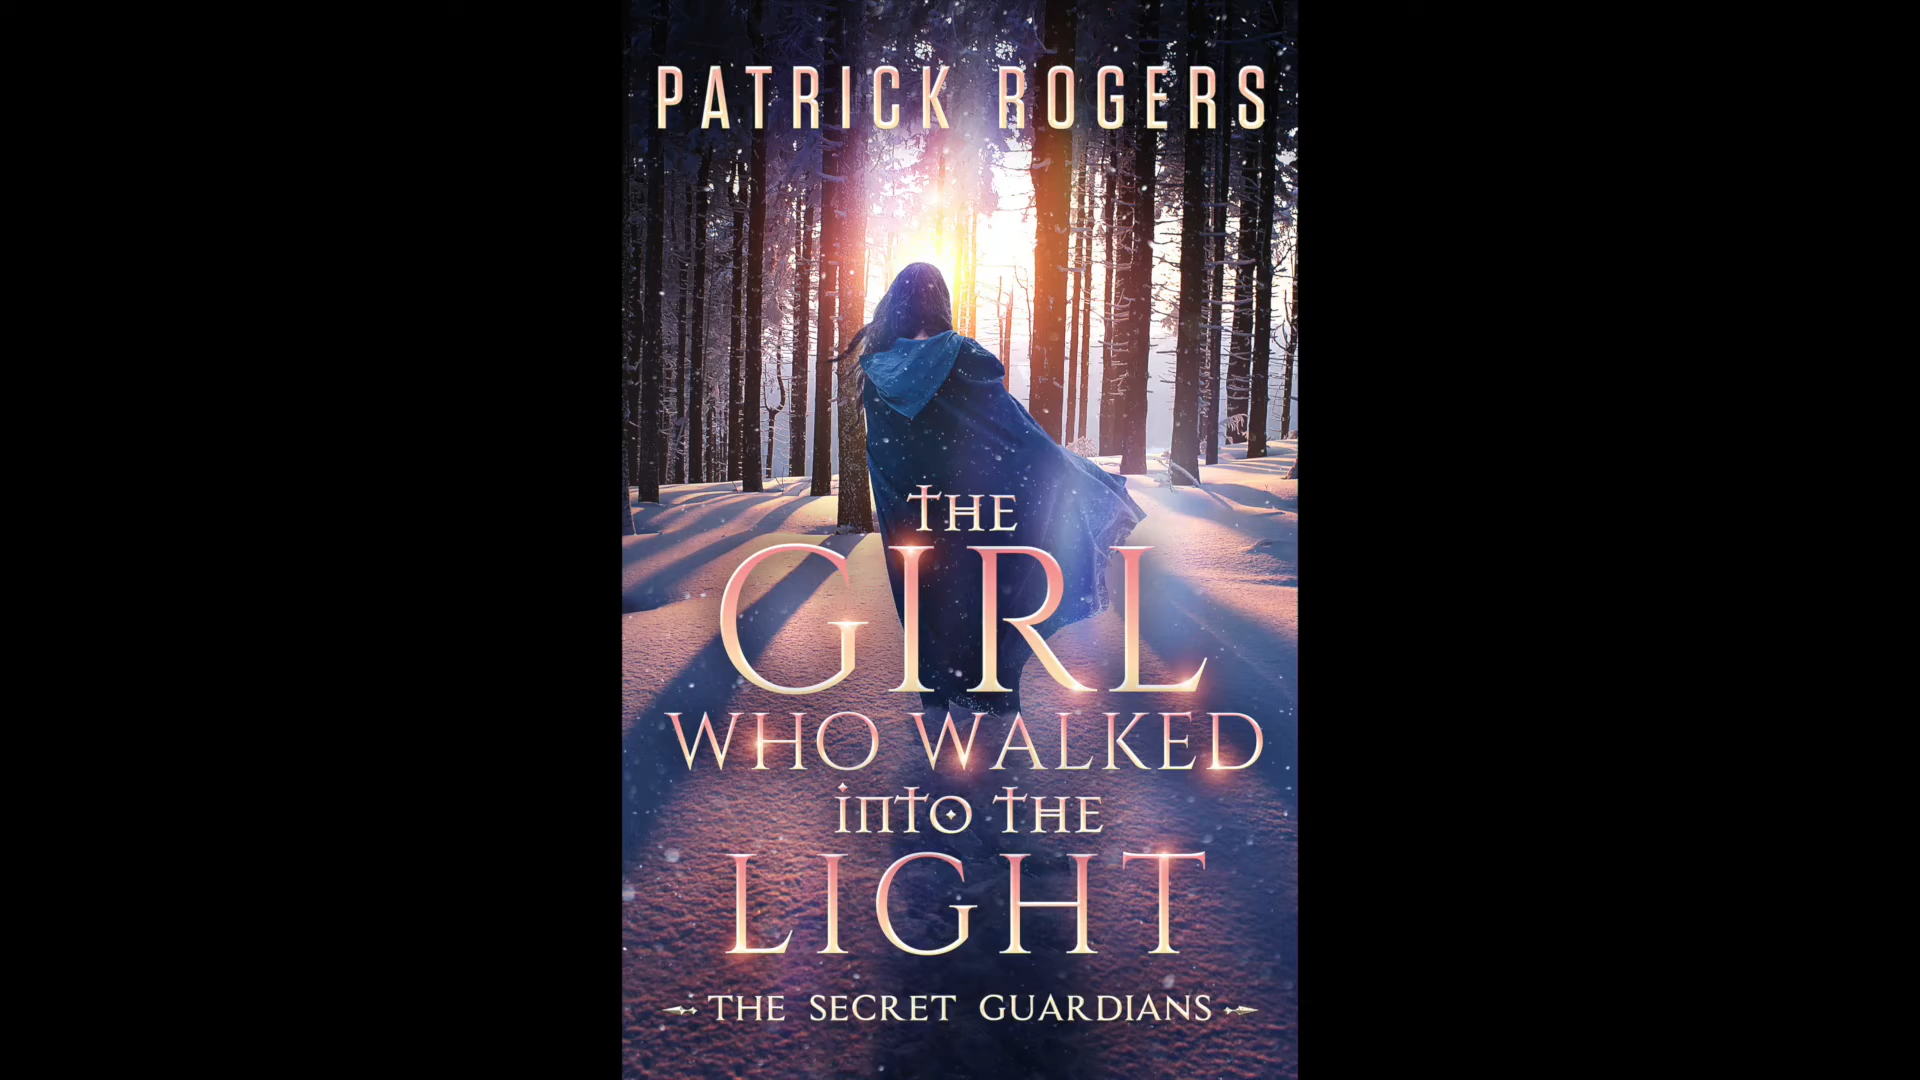 PATRICK ROGERS
THE
GIRL
WHO WALKED
into THE
LIGHT
THE SECRET GUARDIANS